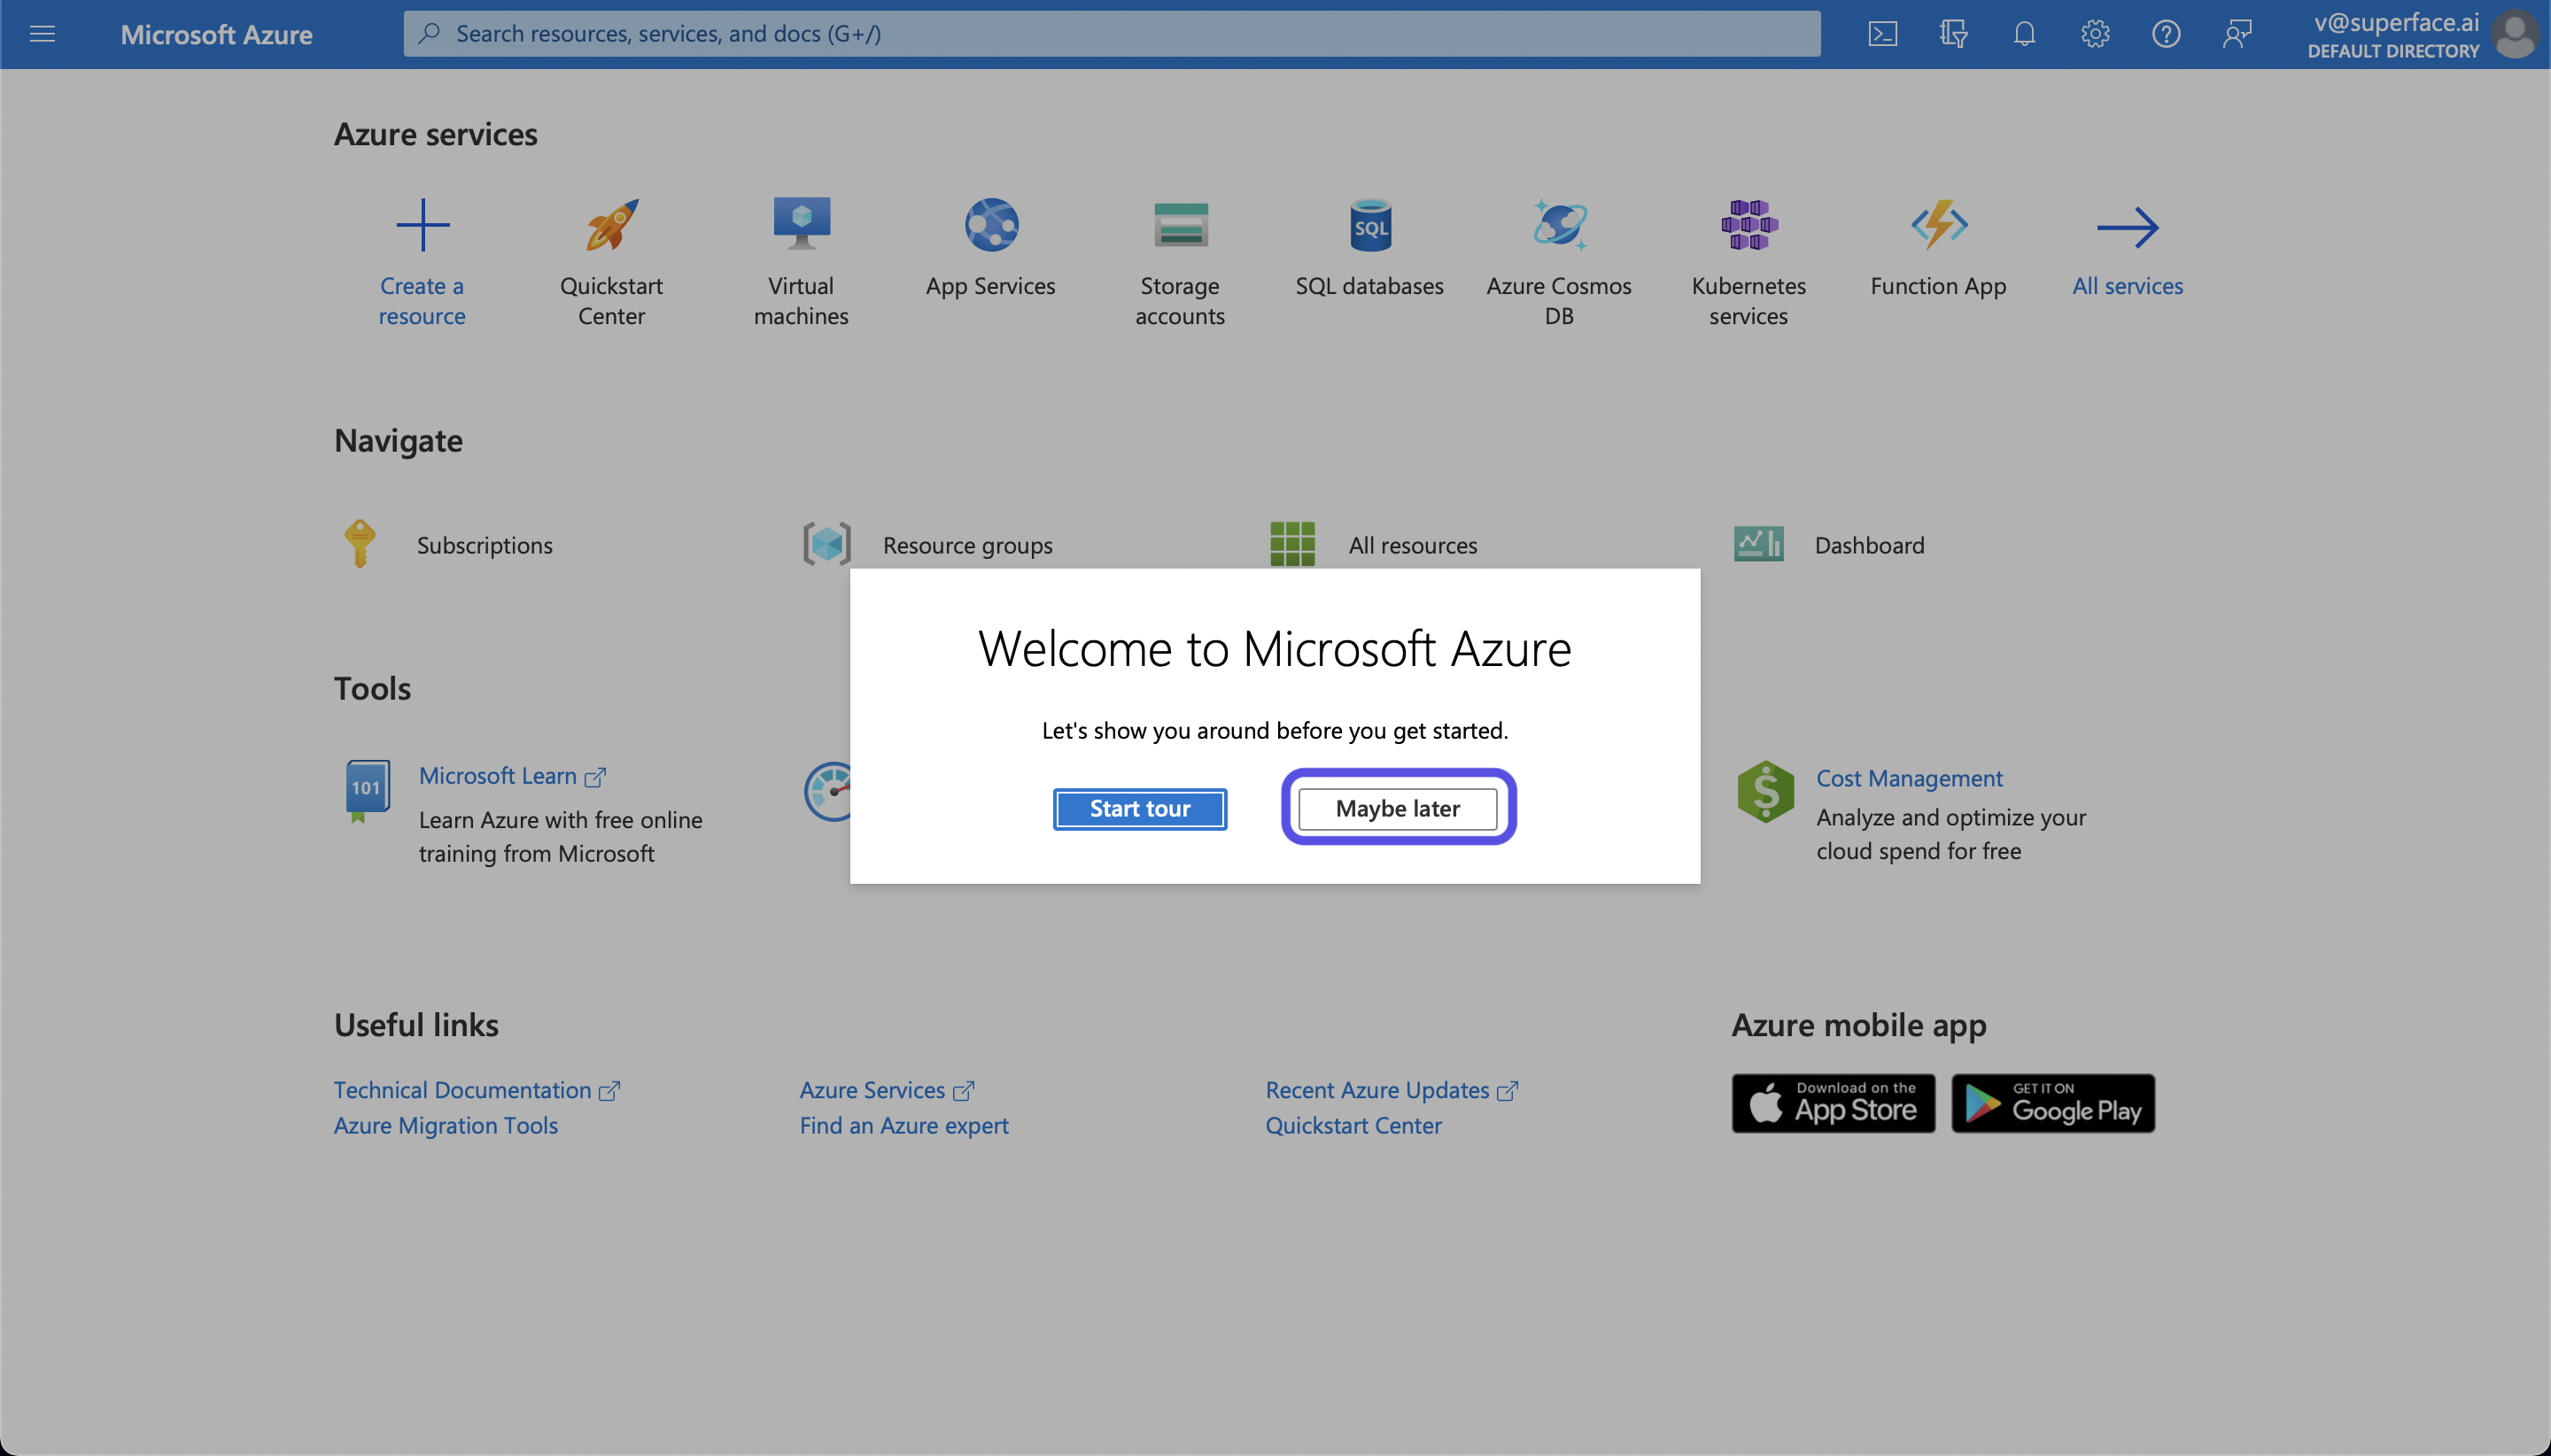 Microsoft Azure
Search resources, services, and docs (G+/)
v@superface.ai
DEFAULT DIRECTORY
Azure services
Create a
resource
Quickstart
Center
Virtual
machines
App Services
Storage
accounts
SQL
SQL databases
Azure Cosmos
DB
Kubernetes
services
Function App
All services
Navigate
Subscriptions
Resource groups
All resources
Dashboard
Welcome to Microsoft Azure
Let's show you around before you get started.
Start tour
Maybe later
Tools
101
Microsoft Learn
Learn Azure with free online
training from Microsoft
Cost Management
Analyze and optimize your
cloud spend for free
Useful links
Technical Documentation
Azure Migration Tools
Azure Services
Find an Azure expert
Recent Azure Updates
Quickstart Center
Azure mobile app
Download on the
App Store
GET IT ON
Google Play